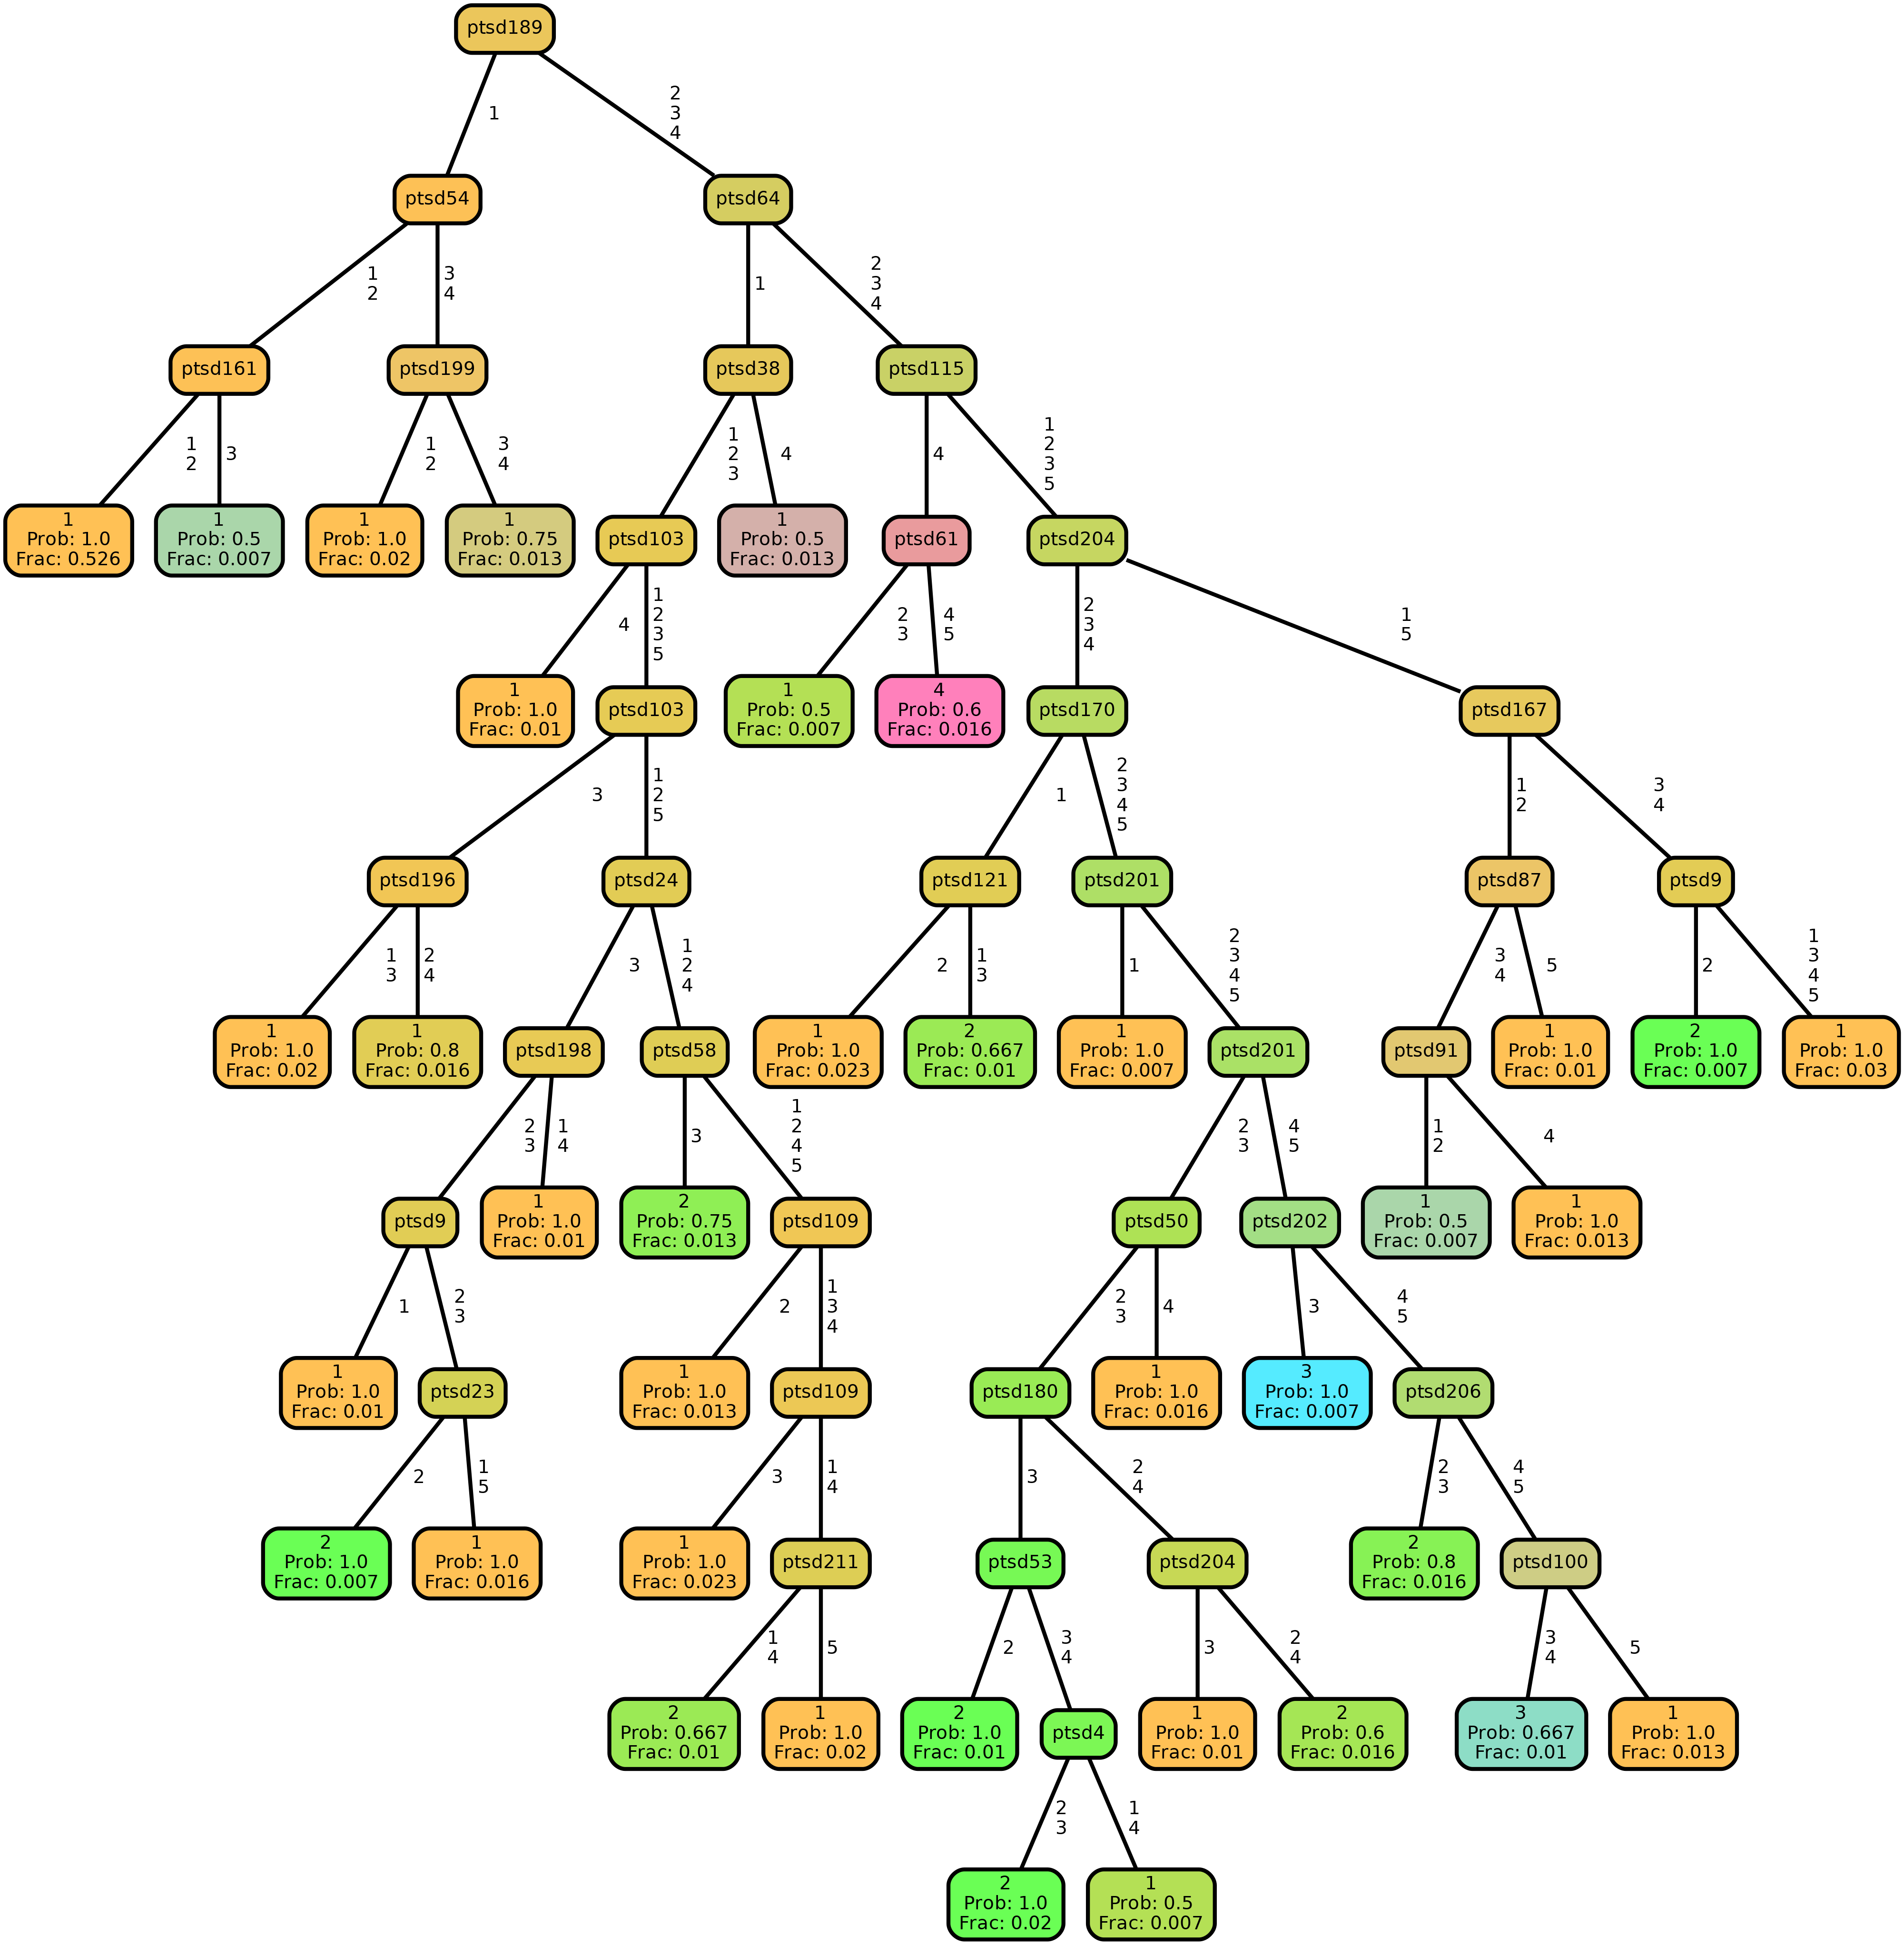 ptsd189
1
2
3
4
ptsd54
ptsd64
1
2
3
4
1
2
3
4
ptsd161
ptsd199
ptsd38
ptsd115
1
2
3
1
2
3
4
1
2
3
4
4
1
2
3
5
1
Prob: 1.0
Frac: 0.526
1
Prob: 0.5
Frac: 0.007
1
Prob: 1.0
Frac: 0.02
1
Prob: 0.75
Frac: 0.013
ptsd103
1
Prob: 0.5
Frac: 0.013
ptsd61
ptsd204
4
1
2
3
5
2
3
4
5
2
3
4
1
5
1
Prob: 1.0
Frac: 0.01
ptsd103
1
Prob: 0.5
Frac: 0.007
4
Prob: 0.6
Frac: 0.016
ptsd170
ptsd167
3
1
2
5
1
2
3
4
5
1
2
3
4
ptsd196
ptsd24
ptsd121
ptsd201
ptsd87
ptsd9
1
3
2
4
3
1
2
4
2
1
3
1
2
3
4
5
3
4
5
2
1
3
4
5
1
Prob: 1.0
Frac: 0.02
1
Prob: 0.8
Frac: 0.016
ptsd198
ptsd58
1
Prob: 1.0
Frac: 0.023
2
Prob: 0.667
Frac: 0.01
1
Prob: 1.0
Frac: 0.007
ptsd201
ptsd91
1
Prob: 1.0
Frac: 0.01
2
Prob: 1.0
Frac: 0.007
1
Prob: 1.0
Frac: 0.03
2
3
1
4
3
1
2
4
5
2
3
4
5
1
2
4
ptsd9
1
Prob: 1.0
Frac: 0.01
2
Prob: 0.75
Frac: 0.013
ptsd109
ptsd50
ptsd202
1
Prob: 0.5
Frac: 0.007
1
Prob: 1.0
Frac: 0.013
1
2
3
2
1
3
4
2
3
4
3
4
5
1
Prob: 1.0
Frac: 0.01
ptsd23
1
Prob: 1.0
Frac: 0.013
ptsd109
ptsd180
1
Prob: 1.0
Frac: 0.016
3
Prob: 1.0
Frac: 0.007
ptsd206
2
1
5
3
1
4
3
2
4
2
3
4
5
2
Prob: 1.0
Frac: 0.007
1
Prob: 1.0
Frac: 0.016
1
Prob: 1.0
Frac: 0.023
ptsd211
ptsd53
ptsd204
2
Prob: 0.8
Frac: 0.016
ptsd100
1
4
5
2
3
4
3
2
4
3
4
5
2
Prob: 0.667
Frac: 0.01
1
Prob: 1.0
Frac: 0.02
2
Prob: 1.0
Frac: 0.01
ptsd4
1
Prob: 1.0
Frac: 0.01
2
Prob: 0.6
Frac: 0.016
3
Prob: 0.667
Frac: 0.01
1
Prob: 1.0
Frac: 0.013
2
3
1
4
2
Prob: 1.0
Frac: 0.02
1
Prob: 0.5
Frac: 0.007